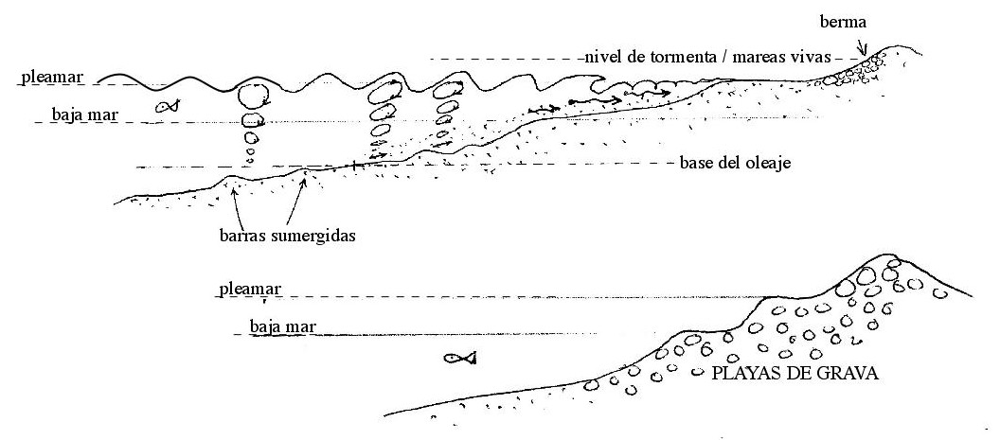 berma
nivel de tormenta / mareas vivas
pleamar
baja mar
base del oleaje
barras sumergidas
pleamar
baja mar
PLAYAS DE GRAVA